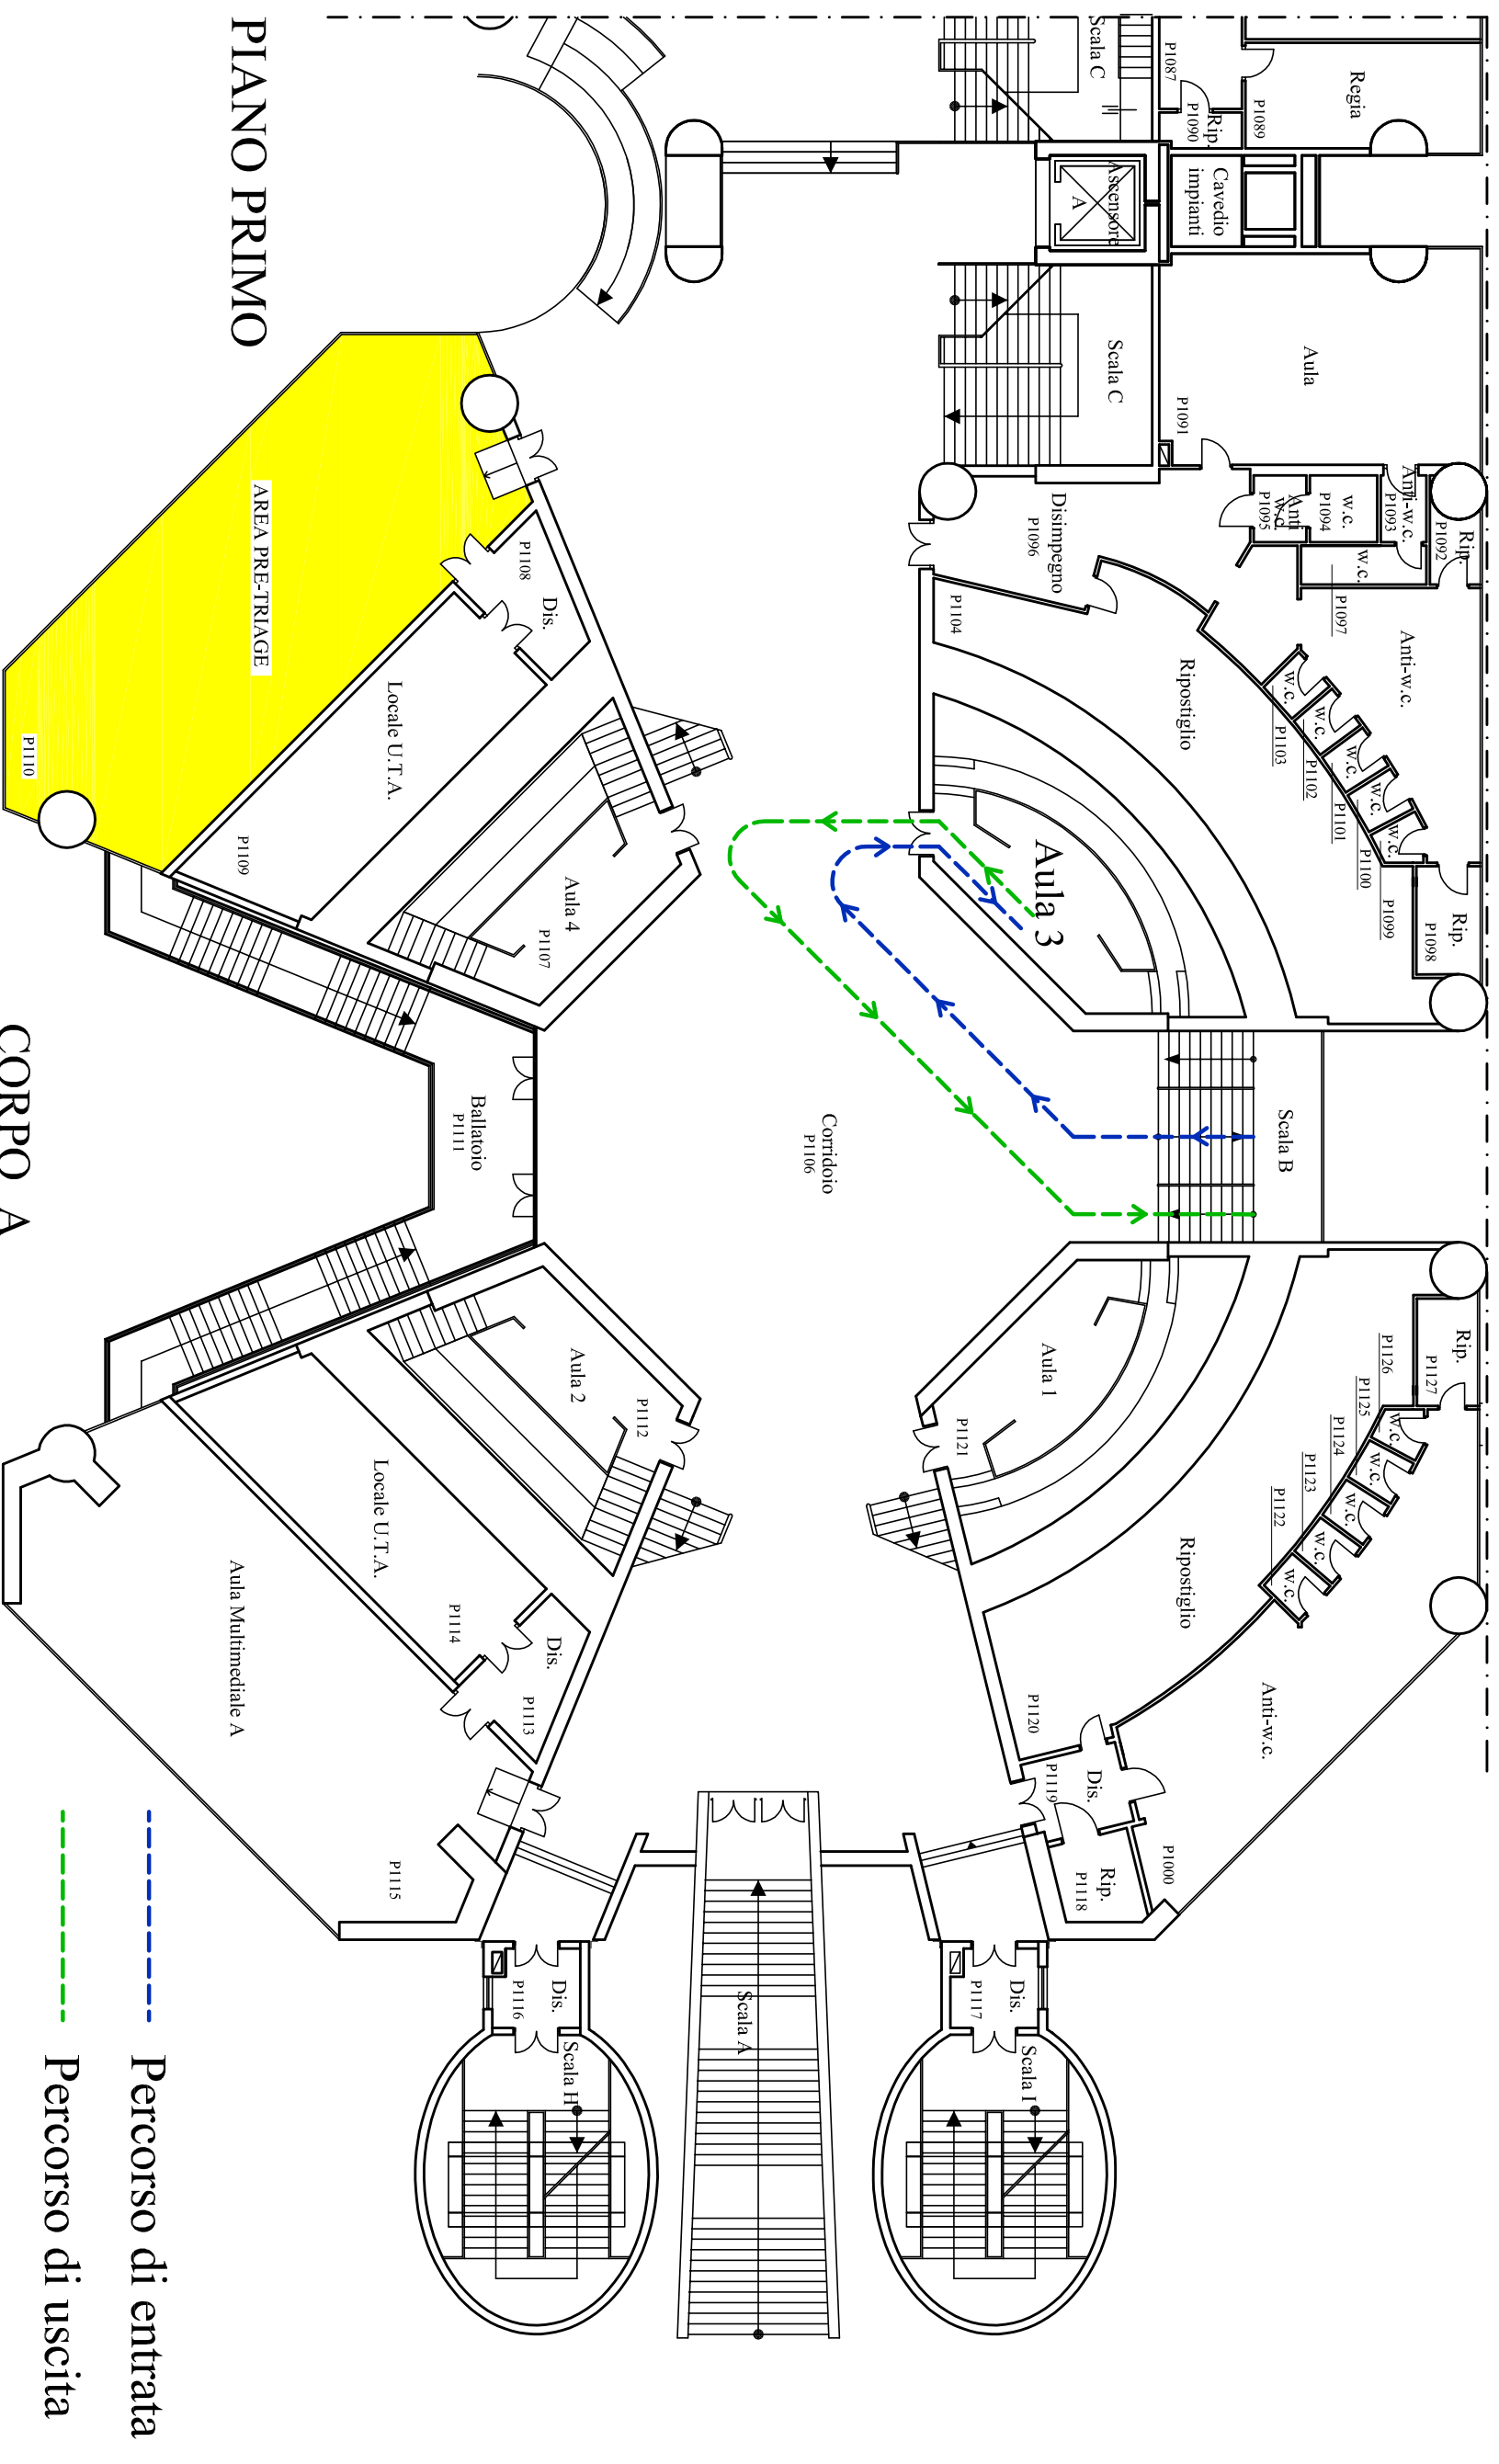 PIANO PRIMO
CORPO A
Percorso di entrata
Percorso di uscita
Regia
P1089
P1087
Rip.
P1090
Scala C
Cavedio
impianti
Ascensore
A
Aula
P1091
Scala C
Rip.
P1092
Anti-w.c.
P1093
w.c.
P1094
Anti
w.c.
P1095
w.c.
P1097
Disimpegno
P1096
Anti-w.c.
P1104
Ripostiglio
w.c.
w.c.
w.c.
w.c.
w.c.
P1103
P1102
P1101
P1100
P1099
Rip.
P1098
Aula 3
Scala B
Corridoio
P1106
AREA PRE-TRIAGE
P1110
P1108
Dis.
Locale U.T.A.
P1109
Aula 4
P1107
Ballatoio
P1111
Rip.
P1127
P1126
P1125
P1124
P1123
P1122
w.c.
w.c.
w.c.
w.c.
w.c.
Aula 1
P1121
Ripostiglio
P1120
Anti-w.c.
Dis.
P1119
P1000
Rip.
P1118
Aula 2
P1112
Locale U.T.A.
P1114
Dis.
P1113
Aula Multimediale A
P1115
Dis.
P1117
Scala I
Scala A
Dis.
P1116
Scala H